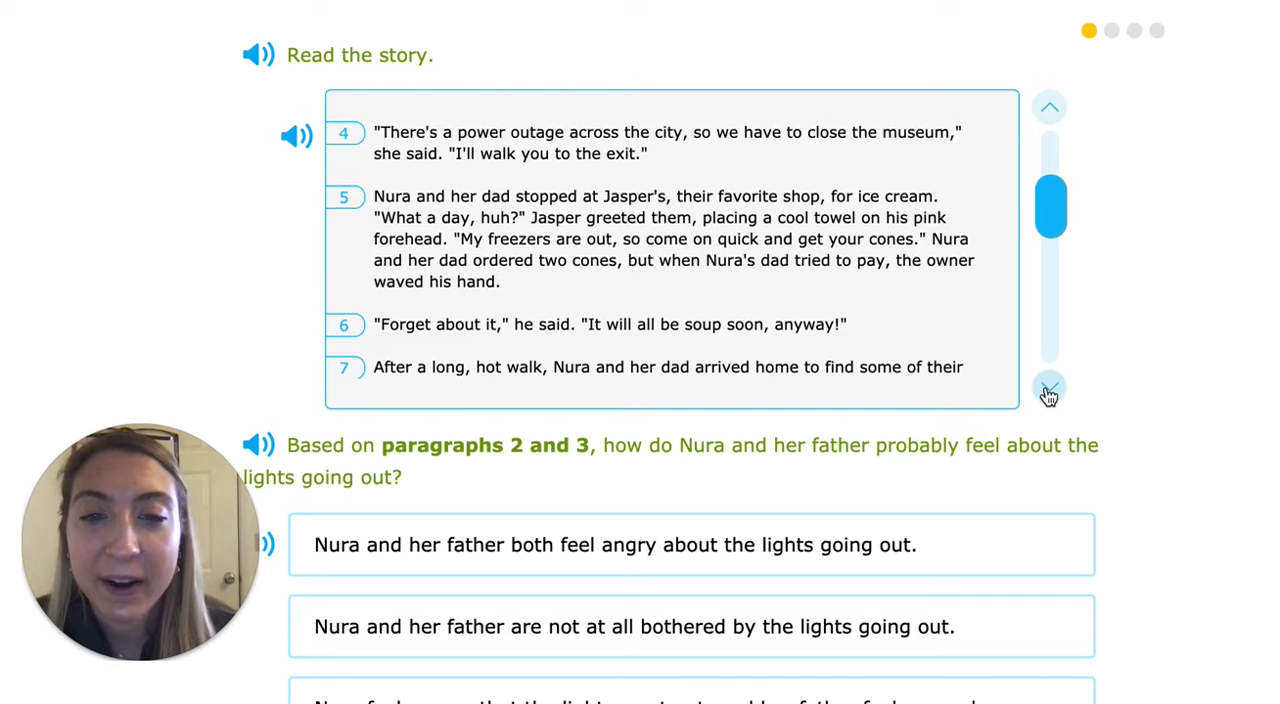 Read the story.
4 "There's a power outage across the city, so we have to close the museum,"
she said. "I'll walk you to the exit."
5 Nura and her dad stopped at Jasper's, their favorite shop, for ice cream.
"What a day, huh?" Jasper greeted them, placing a cool towel on his pink
forehead. "My freezers are out, so come on quick and get your cones." Nura
and her dad ordered two cones, but when Nura's dad tried to pay, the owner
waved his hand.
6 "Forget about it," he said. "It will all be soup soon, anyway!"
7 After a long, hot walk, Nura and her dad arrived home to find some of their
Based on paragraphs 2 and 3, how do Nura and her father probably feel about the
lights going out?
Nura and her father both feel angry about the lights going out.
Nura and her father are not at all bothered by the lights going out.